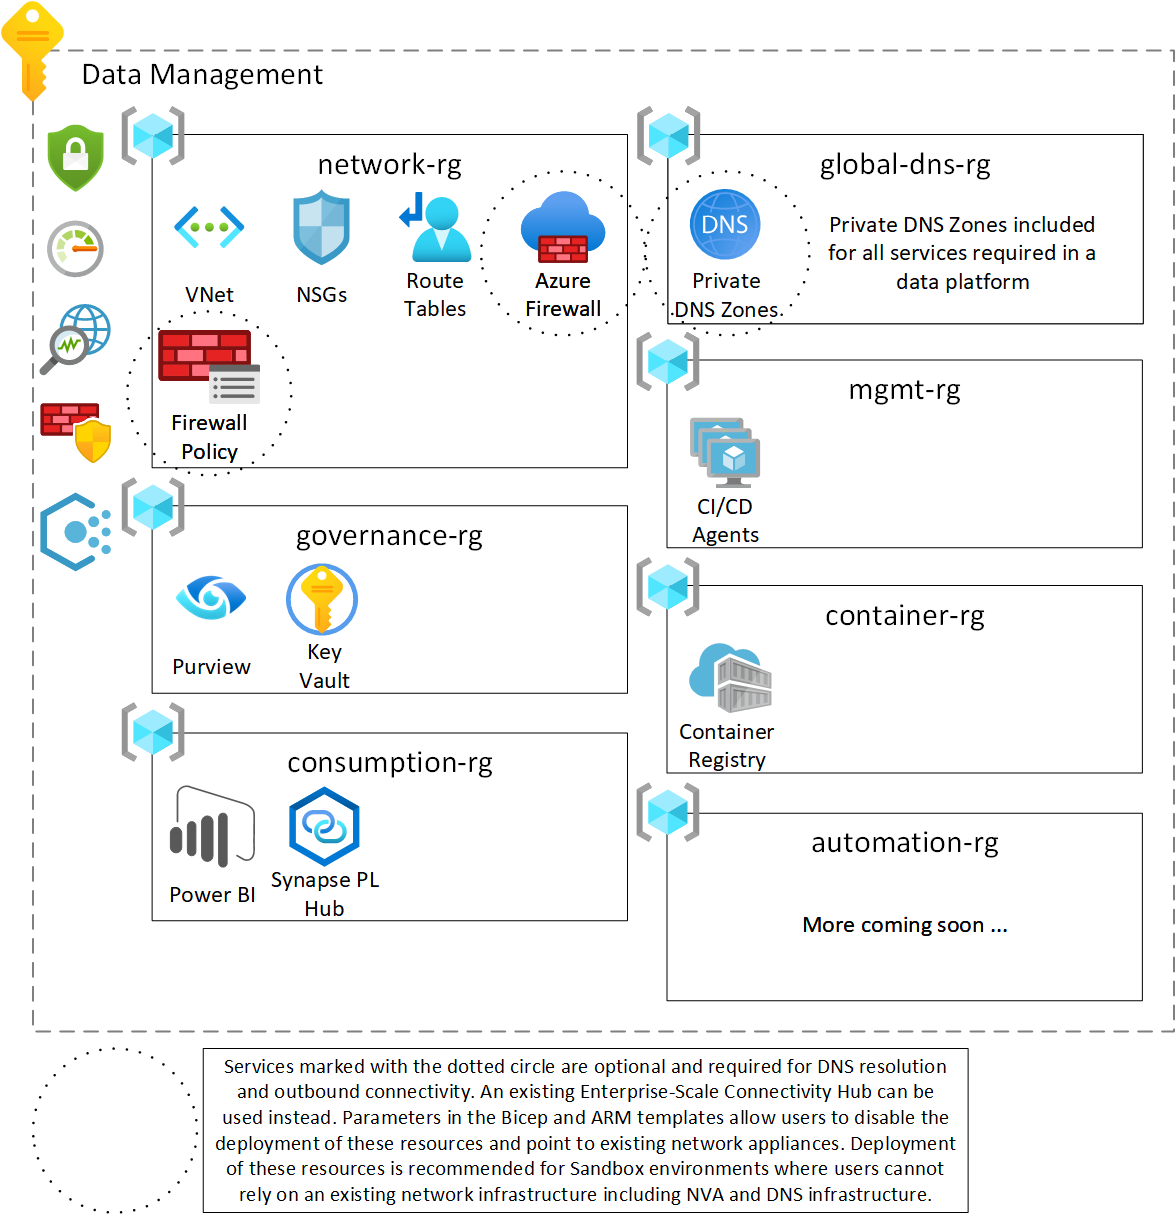 Data Management
network-rg
VNet
NSGs
Route
Tables
Azure
Firewall
Firewall
Policy
global-dns-rg
DNS
Private
DNS Zones
Private DNS Zones included
for all services required in a
data platform
mgmt-rg
CI/CD
Agents
governance-rg
Purview
Key
Vault
container-rg
Container
Registry
consumption-rg
Power BI
Synapse PL
Hub
automation-rg
More coming soon ...
Services marked with the dotted circle are optional and required for DNS resolution
and outbound connectivity. An existing Enterprise-Scale Connectivity Hub can be
used instead. Parameters in the Bicep and ARM templates allow users to disable the
deployment of these resources and point to existing network appliances. Deployment
of these resources is recommended for Sandbox environments where users cannot
rely on an existing network infrastructure including NVA and DNS infrastructure.